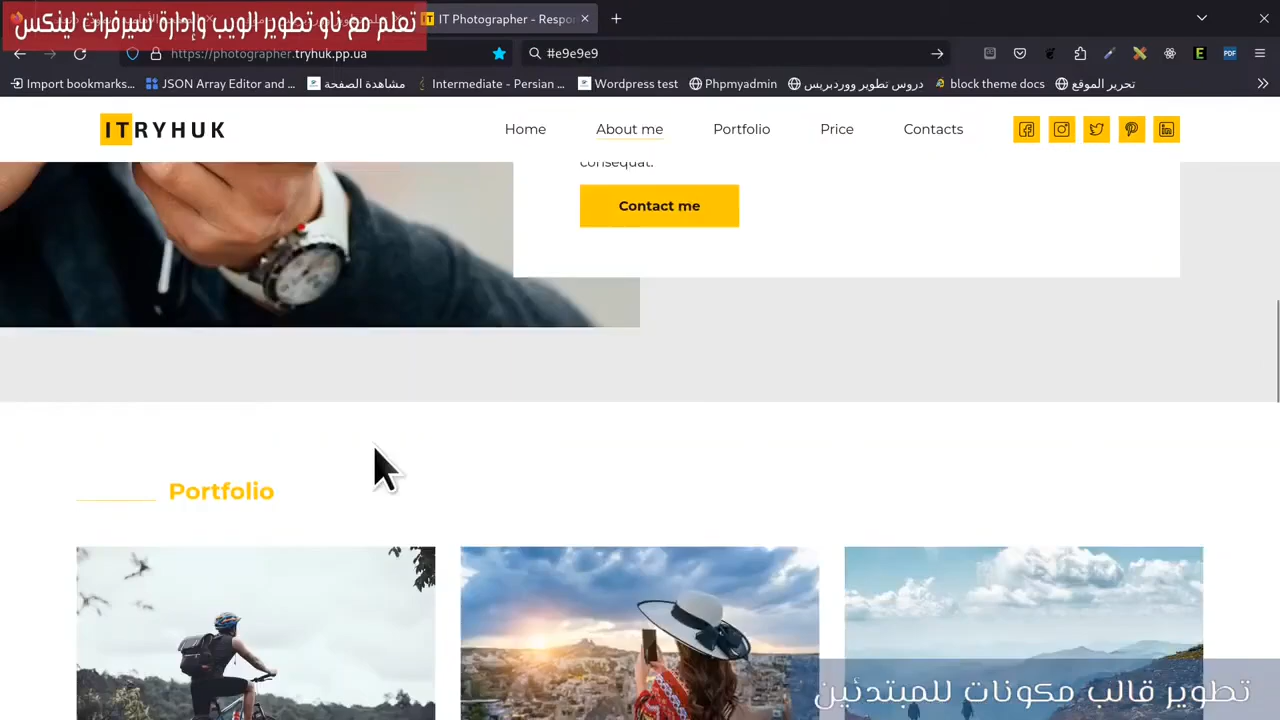 تعلم مع ناو تطوير الويب وإدارة سيرفرات لينكس
IT Photographer - Respo
https://photographer.tryhuk.pp.ua
#e9e9e9
Import bookmarks...
JSON Array Editor and ...
مشاهدة الصفحة
Intermediate - Persian ...
Wordpress test
Phpmyadmin
دروس تطوير ووردبريس
block theme docs
تحرير الموقع
ITRYHUK
Home
About me
Portfolio
Price
Contacts
consequat.
Contact me
Portfolio
تطوير قالب مكونات للمبتدئين